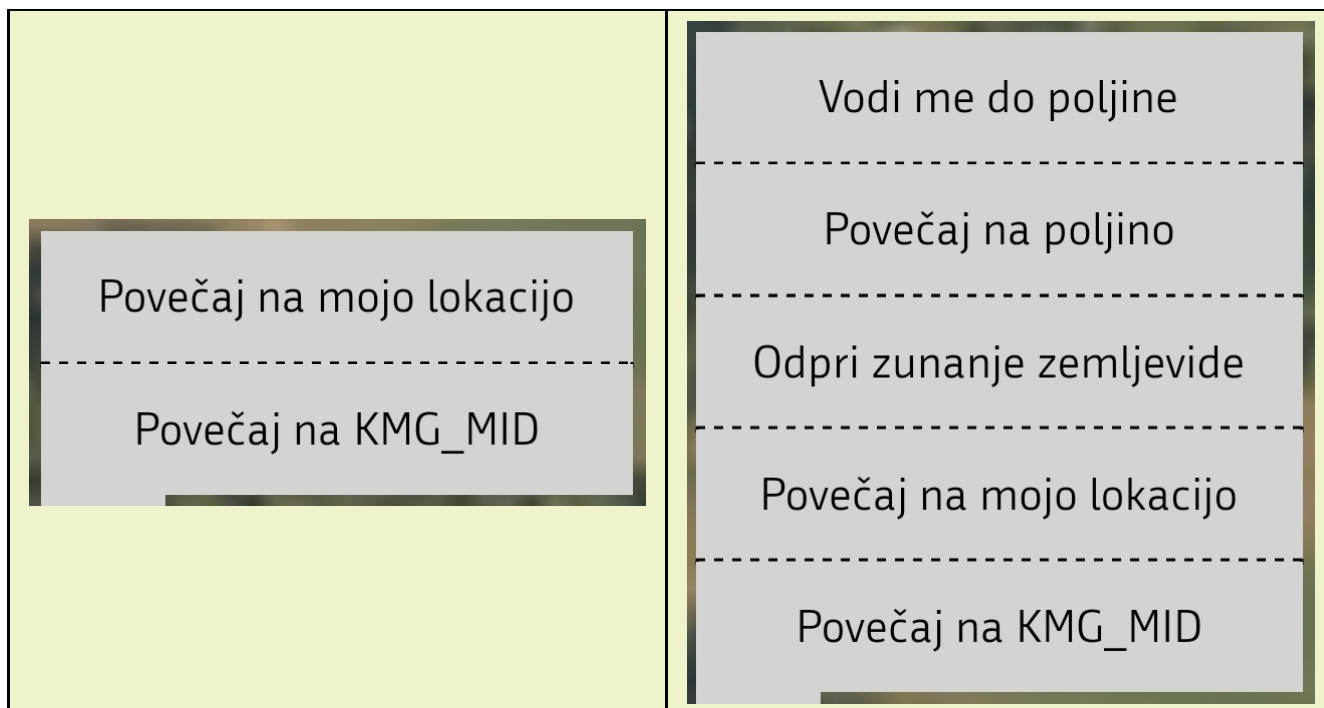 Povečaj na mojo lokacijo
Povečaj na KMG_MID
Vodi me do poljine
Povečaj na poljino
Odpri zunanje zemljevide
Povečaj na mojo lokacijo
Povečaj na KMG_MID